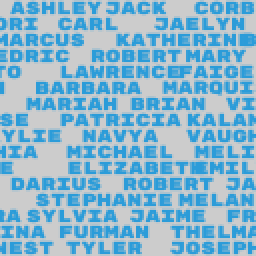 ASHLEY JACK CORB
ORI CARL JAELYN
MARCUS KATHERINE
EDRIC ROBERT MARY
TO LAWRENCE FAIGE
H BARBARA MARQUI
MARIAH BRIAN VI
SE PATRICIA KALAN
YLIE NAVYA VAUGH
HIA MICHAEL MELI
E ELIZABETH EMIL
DARIUS ROBERT JA
STEPHANIE MELAN
RA SYLVIA JAIME FR
INA FURMAN THELMA
NEST TYLER JOSEPH